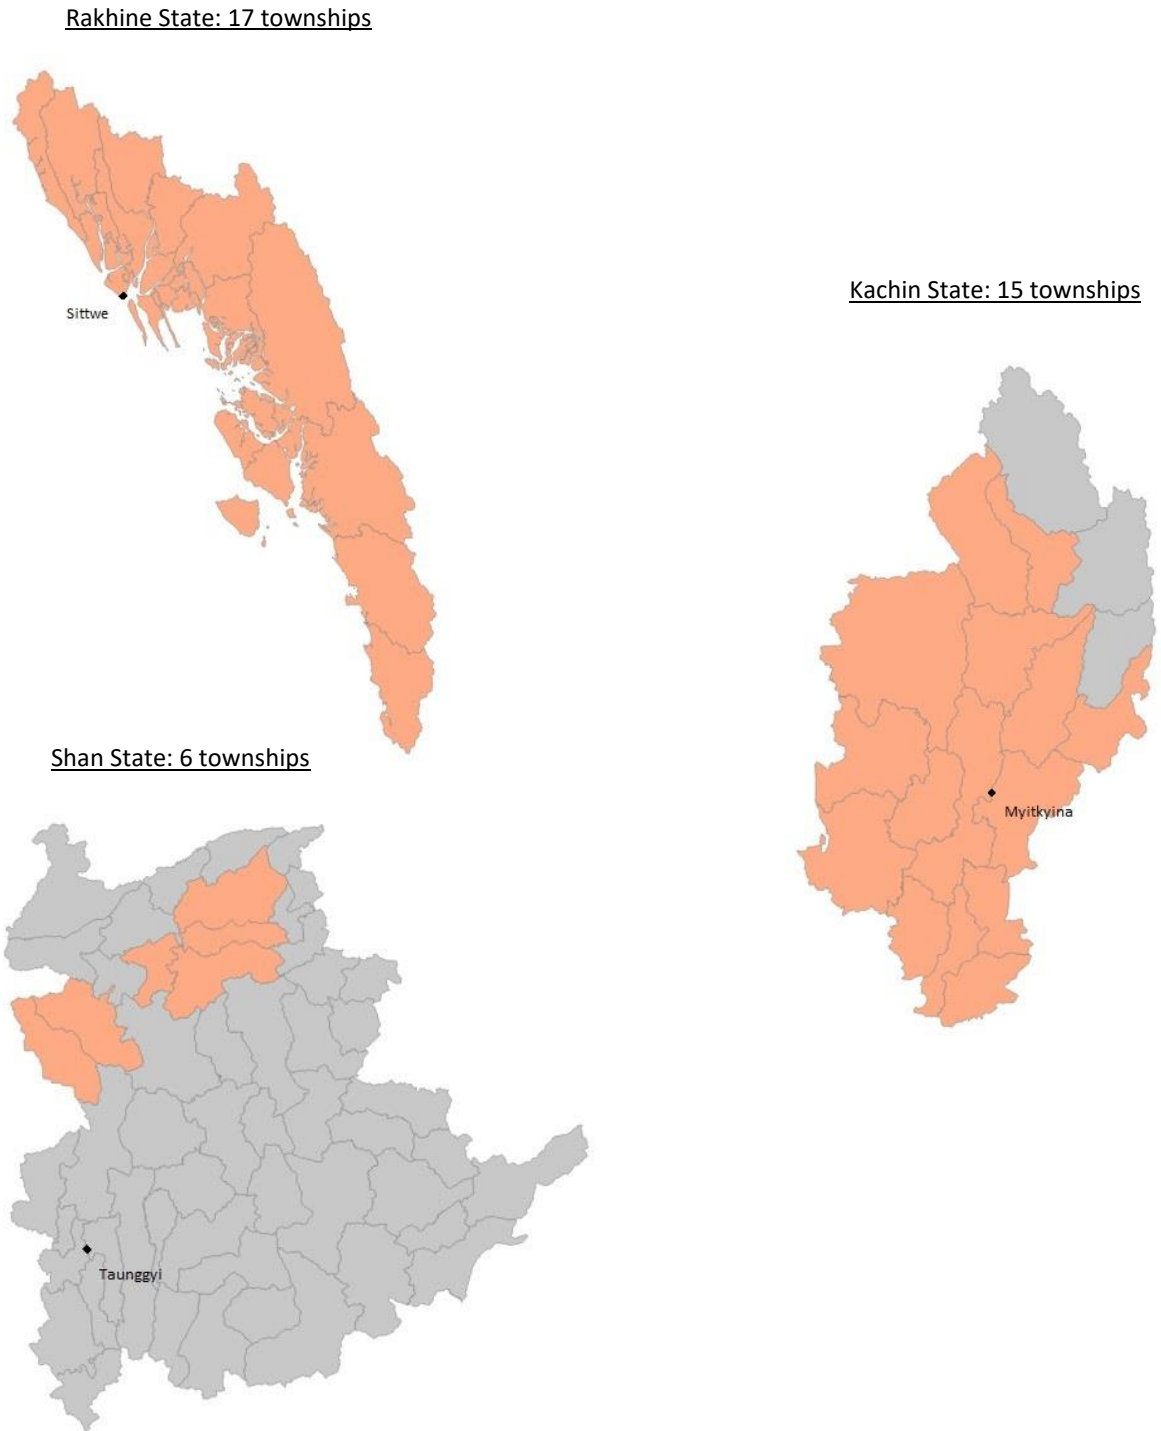 Rakhine State: 17 townships
Sittwe
Kachin State: 15 townships
Myitkyina
Shan State: 6 townships
Taunggyi